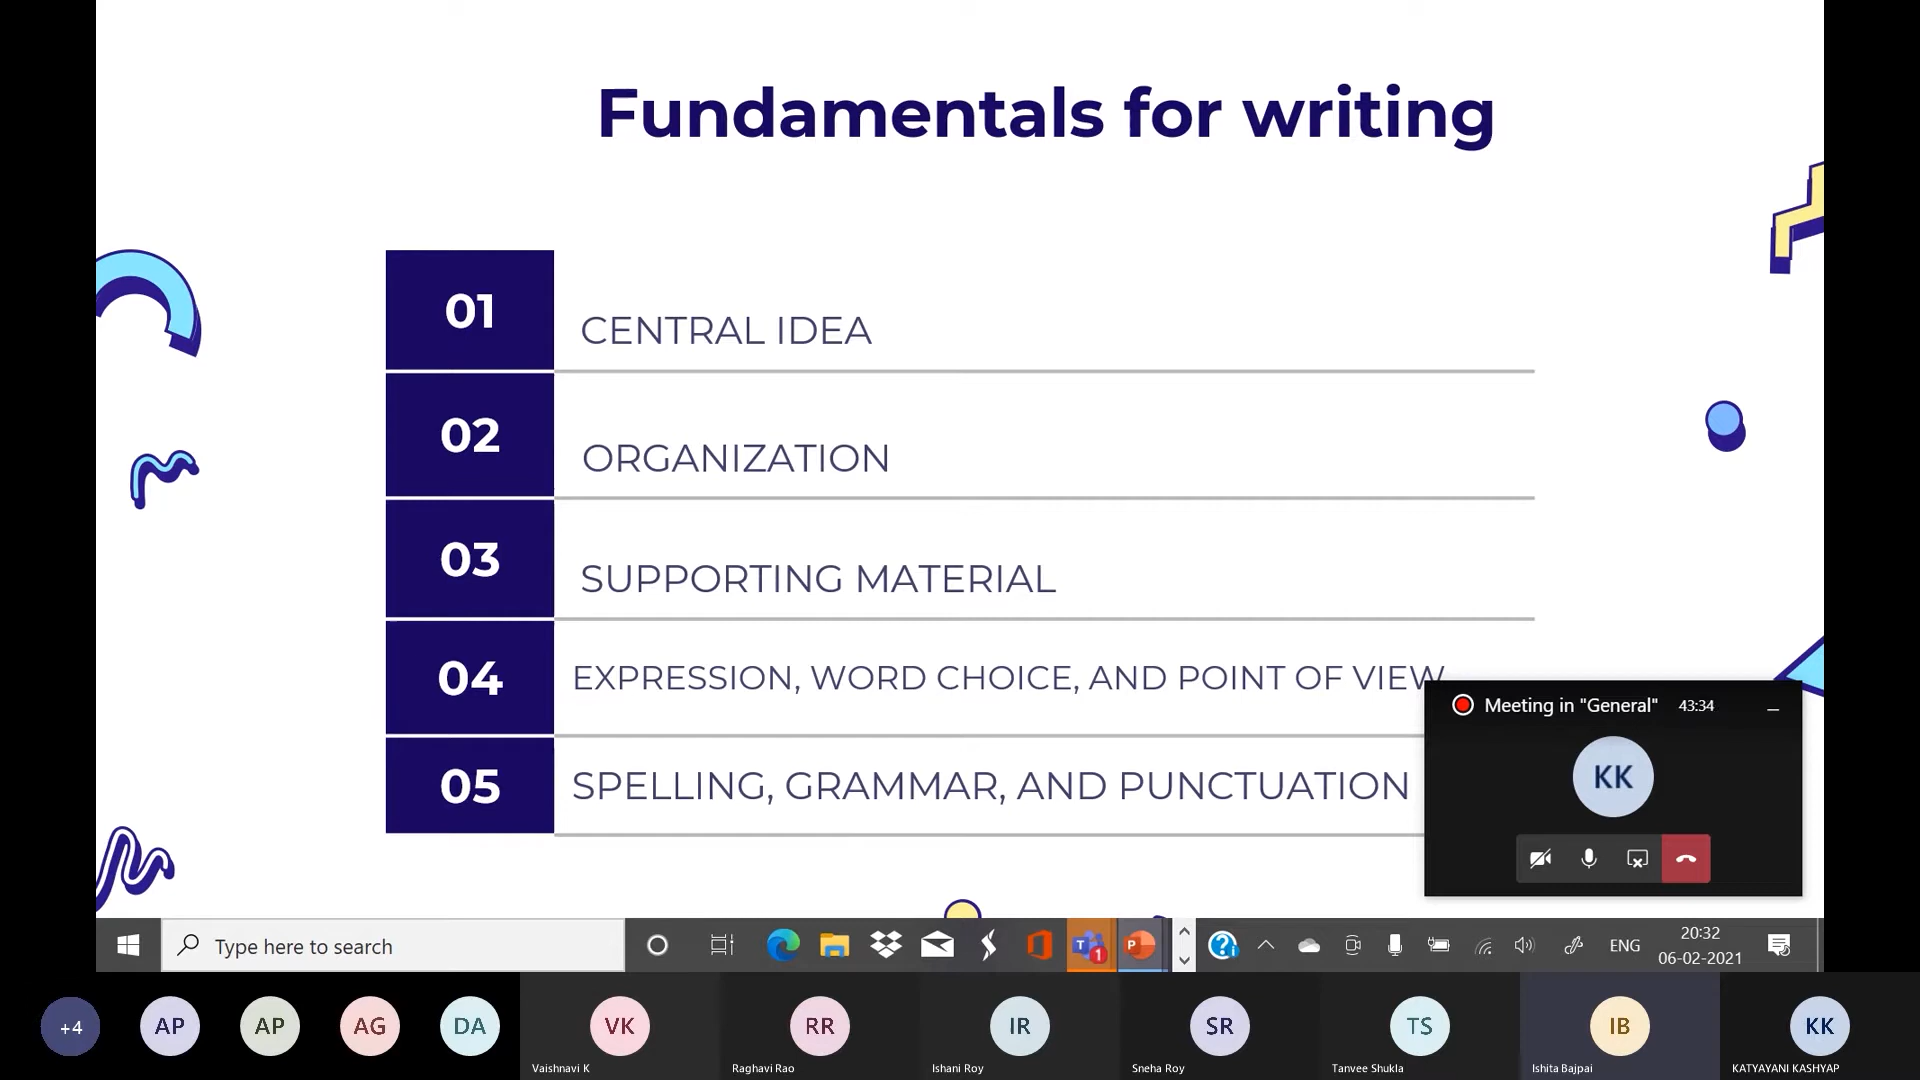 Fundamentals for writing
01
CENTRAL IDEA
02
ORGANIZATION
03
SUPPORTING MATERIAL
04
EXPRESSION, WORD CHOICE, AND POINT OF VIEW
05
SPELLING, GRAMMAR, AND PUNCTUATION
Meeting in "General" 43:34
KK
Type here to search
1
P
ENG
20:32
06-02-2021
+4
AP
AP
AG
DA
VK
RR
IR
SR
TS
IB
KK
Vaishnavi K
Raghavi Rao
Ishani Roy
Sneha Roy
Tanvee Shukla
Ishita Bajpai
KATYAYANI KASHYAP